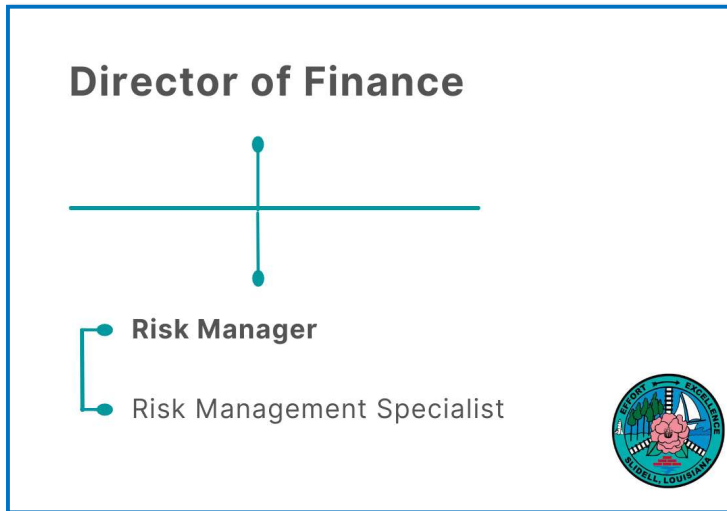 Director of Finance
Risk Manager
Risk Management Specialist
EFFORT EXCELLENCE
SLIDELL, LOUISIANA